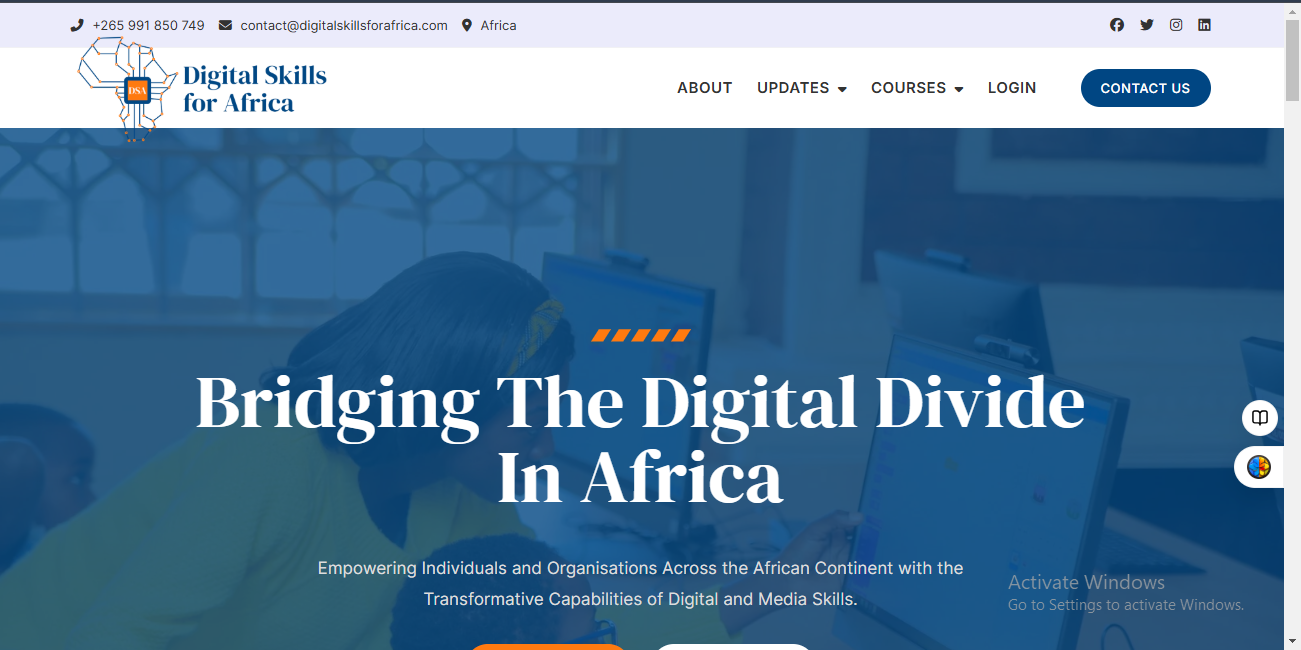 +265 991 850 749 contact@digitalskillsforafrica.com Africa
DSA
Digital Skills
for Africa
ABOUT UPDATES COURSES LOGIN CONTACT US
Bridging The Digital Divide
In Africa
Empowering Individuals and Organisations Across the African Continent with the
Transformative Capabilities of Digital and Media Skills.
Activate Windows
Go to Settings to activate Windows.